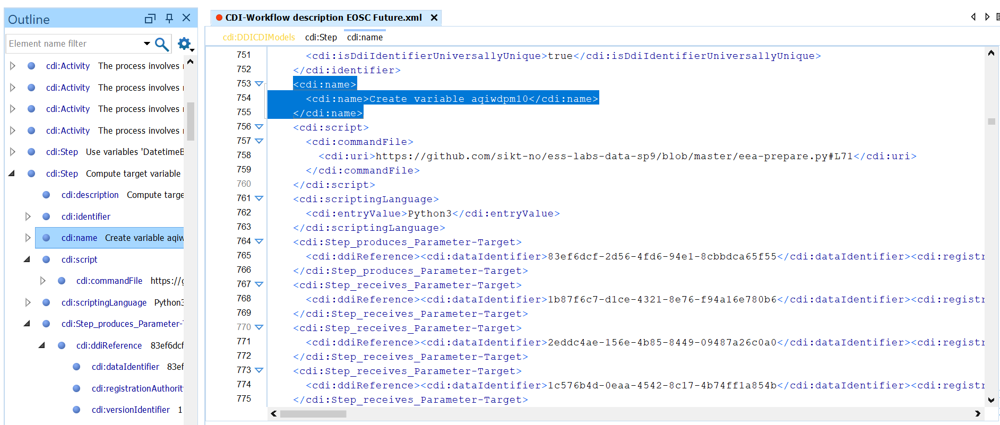 Outline
Element name filter
cdi:Activity The process involves
cdi:Activity The process involves
cdi:Activity The process involves
cdi:Activity The process involves
cdi:Step Use variables 'DatetimeB
cdi:Step Compute target variable
cdi:description Compute targe
cdi:identifier
cdi:name Create variable aqiw
cdi:script
cdi:commandFile https://g
cdi:scriptingLanguage Python3
cdi:Step_produces_Parameter-T
cdi:ddiReference 83ef6dcf
cdi:dataIdentifier 83ef
cdi:registrationAuthority
cdi:versionIdentifier 1
CDI-Workflow description EOSC Future.xml
cdi:DDICDIModels cdi:Step cdi:name
751 <cdi:isDdiIdentifierUniversallyUnique>true</cdi:isDdiIdentifierUniversallyUnique>
752 </cdi:identifier>
753 <cdi:name>
754 <cdi:name>Create variable aqiwdpm10</cdi:name>
755 </cdi:name>
756 <cdi:script>
757 <cdi:commandFile>
758 <cdi:uri>https://github.com/sikt-no/ess-labs-data-sp9/blob/master/eea-prepare.py#L71</cdi:uri>
759 </cdi:commandFile>
760 </cdi:script>
761 <cdi:scriptingLanguage>
762 <cdi:entryValue>Python3</cdi:entryValue>
763 </cdi:scriptingLanguage>
764 <cdi:Step_produces_Parameter-Target>
765 <cdi:ddiReference><cdi:dataIdentifier>83ef6dcf-2d56-4fd6-94e1-8cbbdca65f55</cdi:dataIdentifier><cdi:registr
766 </cdi:Step_produces_Parameter-Target>
767 <cdi:Step_receives_Parameter-Target>
768 <cdi:ddiReference><cdi:dataIdentifier>1b87f6c7-d1ce-4321-8e76-f94a16e780b6</cdi:dataIdentifier><cdi:registr
769 </cdi:Step_receives_Parameter-Target>
770 <cdi:Step_receives_Parameter-Target>
771 <cdi:ddiReference><cdi:dataIdentifier>2eddc4ae-156e-4b85-8449-09487a26c0a0</cdi:dataIdentifier><cdi:registr
772 </cdi:Step_receives_Parameter-Target>
773 <cdi:Step_receives_Parameter-Target>
774 <cdi:ddiReference><cdi:dataIdentifier>1c576b4d-0eaa-4542-8c17-4b74ff1a854b</cdi:dataIdentifier><cdi:registr
775 </cdi:Step_receives_Parameter-Target>